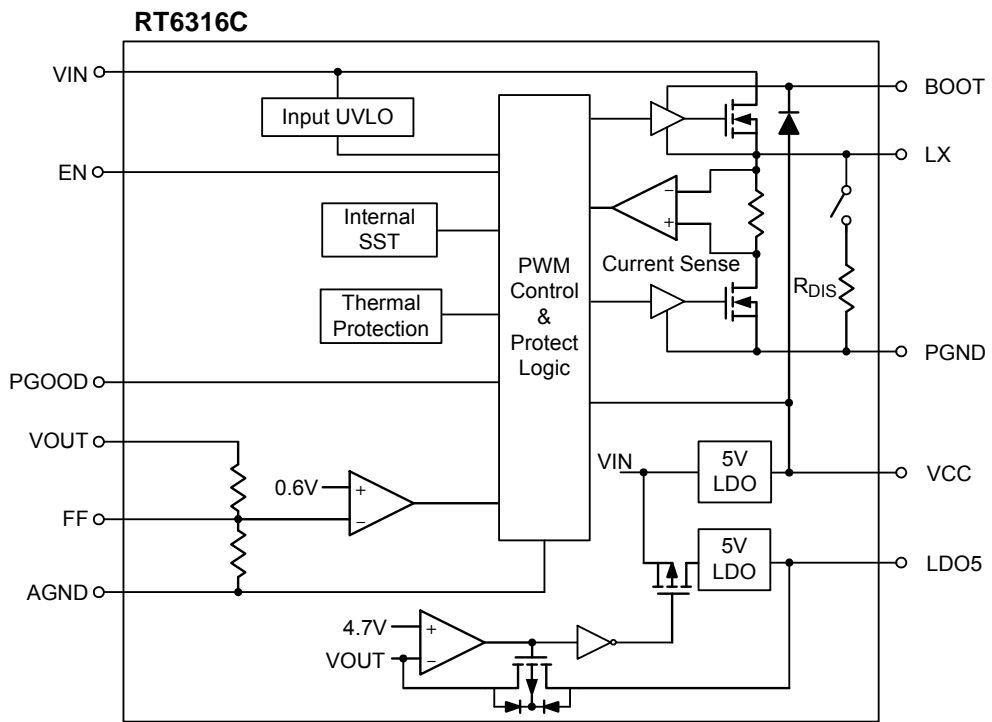 RT6316C
VIN
BOOT
Input UVLO
LX
EN
−
+
Internal
SST
Current Sense
PWM
Control
&
Protect
Logic
RDIS
Thermal
Protection
PGND
PGOOD
VOUT
VIN
5V
LDO
VCC
0.6V
+
−
FF
5V
LDO
LDO5
AGND
4.7V
+
VOUT
−